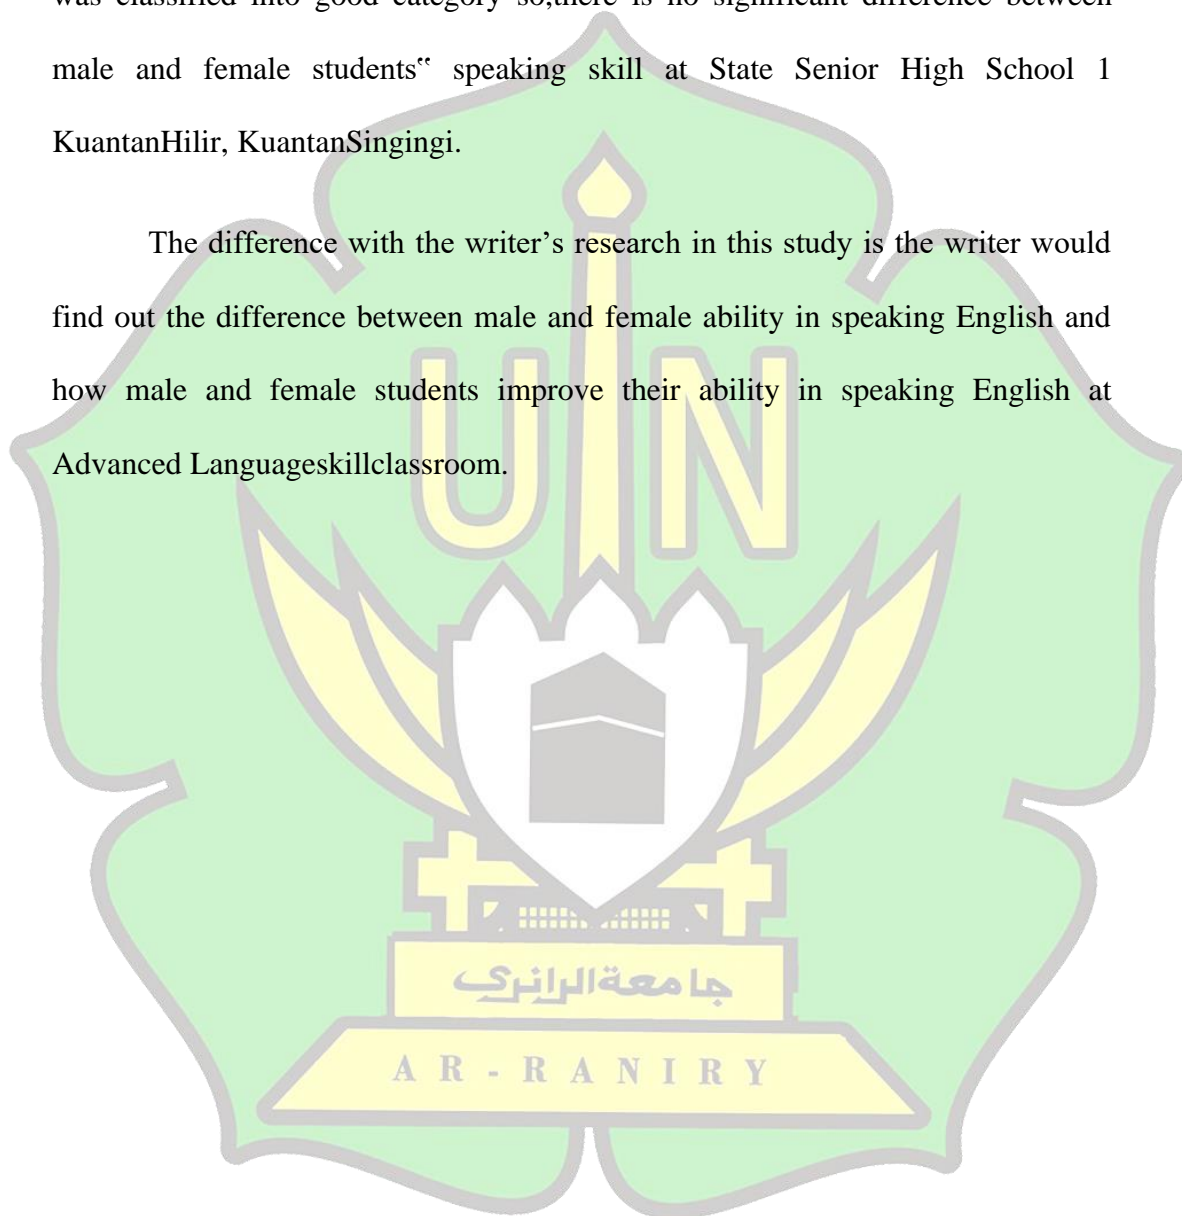 was classified into good category so,there is no significant difference between
male and female students‟ speaking skill at State Senior High School 1
KuantanHilir, KuantanSingingi.
The difference with the writer’s research in this study is the writer would
find out the difference between male and female ability in speaking English and
how male and female students improve their ability in speaking English at
Advanced Languageskillclassroom.
UIN
جامعةالرانري
AR-RANIRY